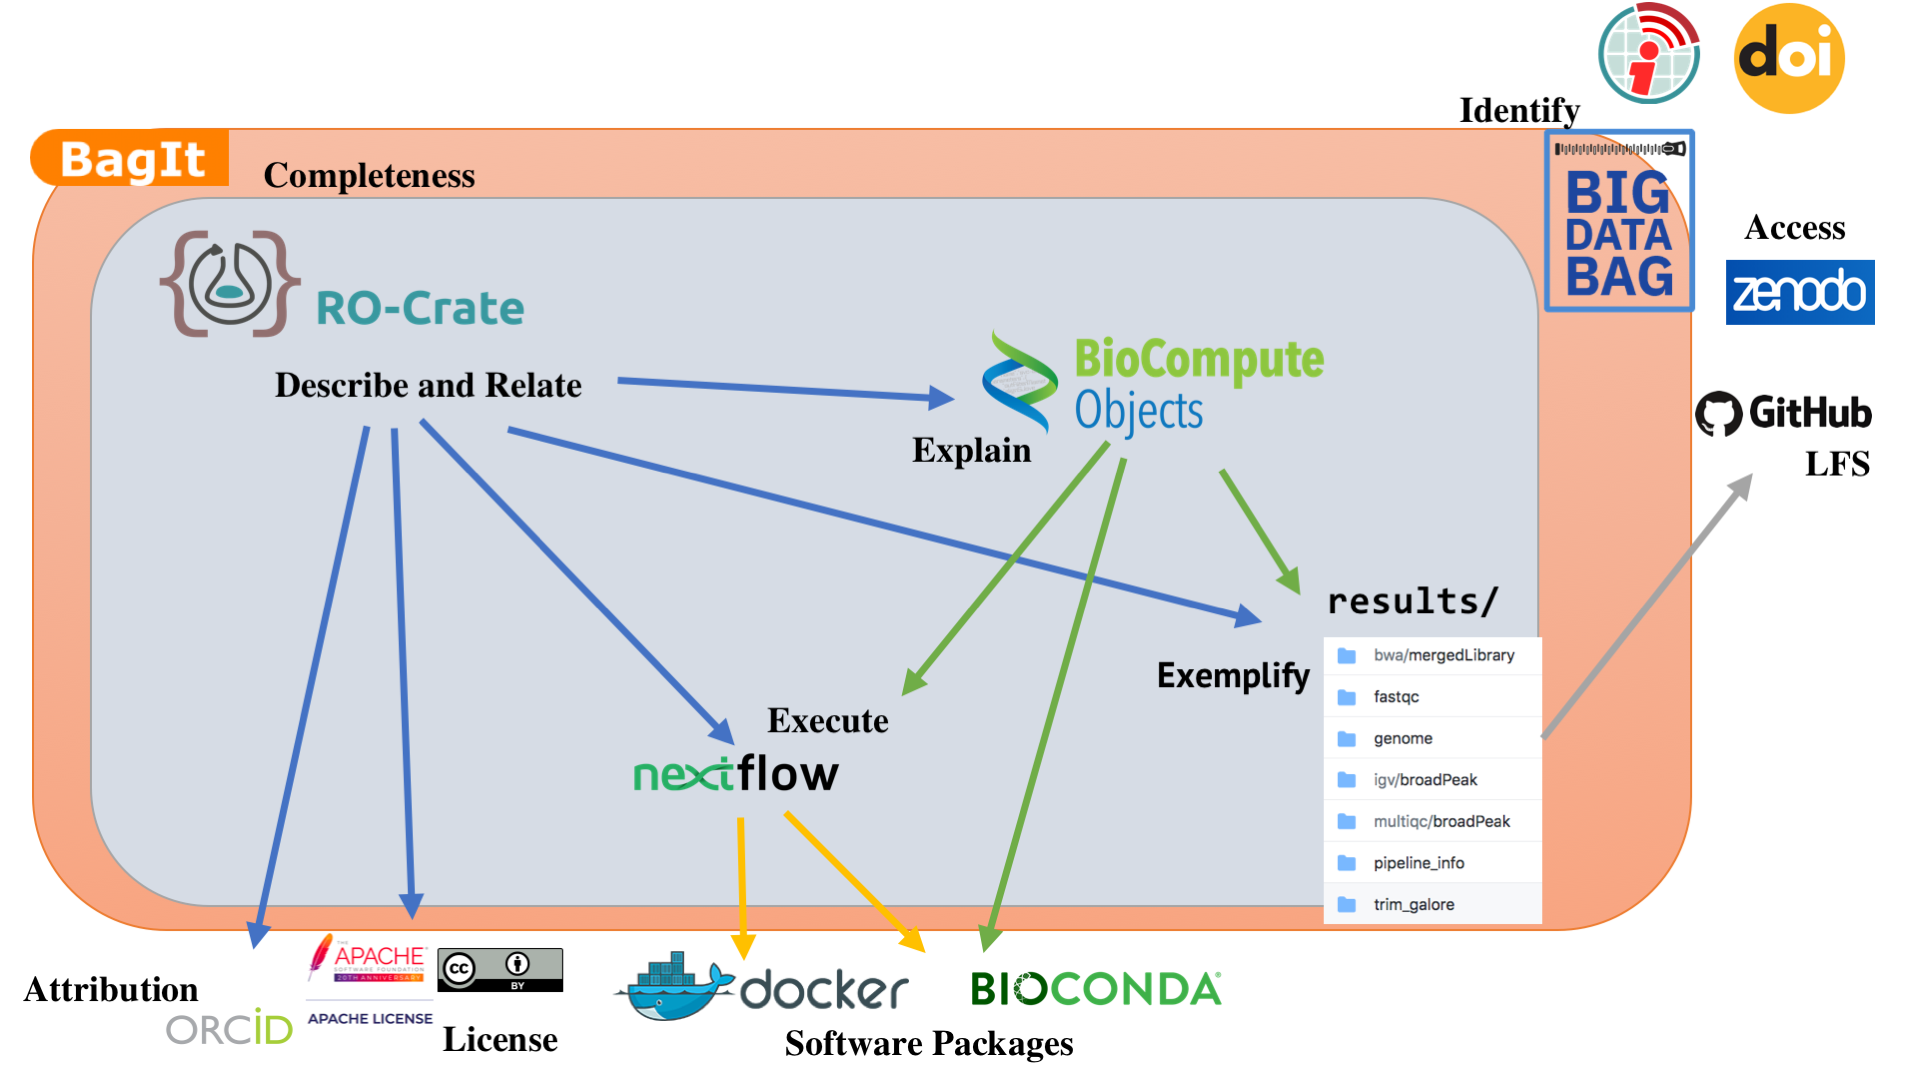 doi
Identify
BagIt
Completeness
BIG
DATA
BAG
Access
zenodo
RO-Crate
Describe and Relate
BioCompute
Objects
Explain
GitHub
LFS
results/
Exemplify
bwa/mergedLibrary
fastqc
genome
igv/broadPeak
multiqc/broadPeak
pipeline_info
trim_galore
Execute
nextflow
Attribution
ORCiD
THE
APACHE
SOFTWARE FOUNDATION
20TH ANNIVERSARY
APACHE LICENSE
cc
BY
License
docker
BIOCONDA
Software Packages